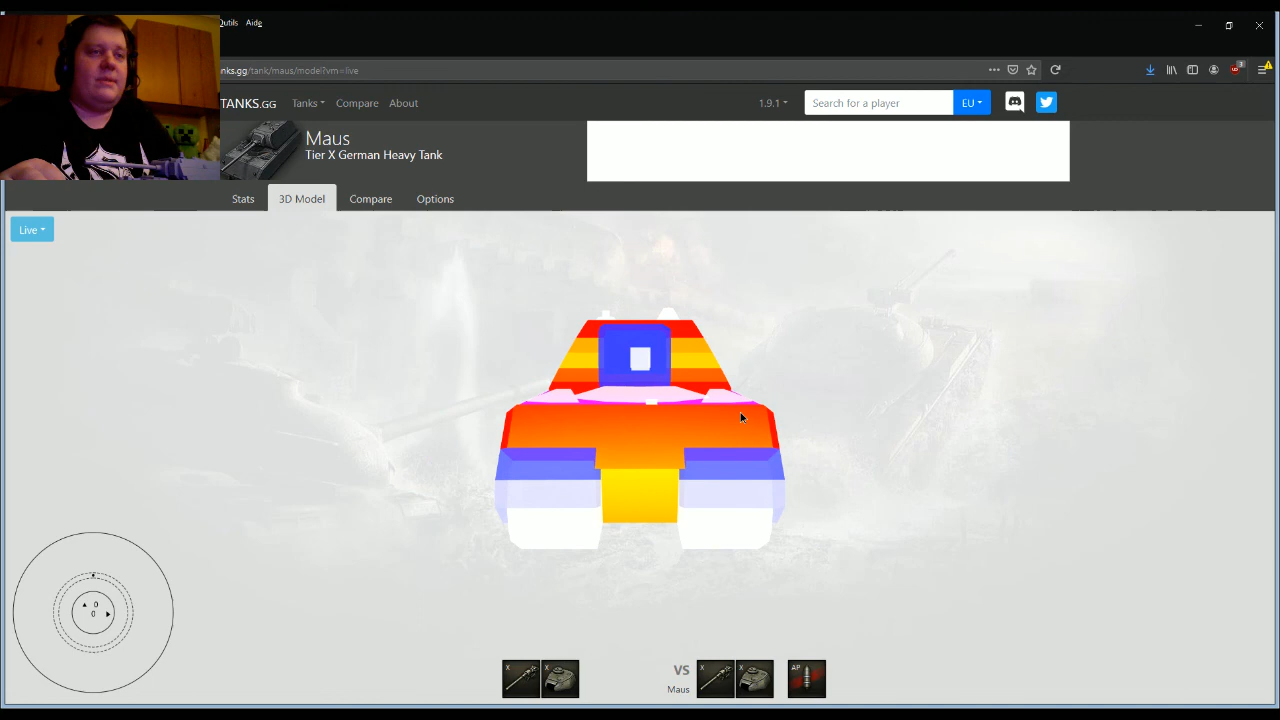 Outils Aide
nks.gg/tank/maus/model?vm=live
TANKS.GG Tanks Compare About 1.9.1 Search for a player EU
Maus
Tier X German Heavy Tank
Stats 3D Model Compare Options
Live
0
0
X X VS X X AP
Maus